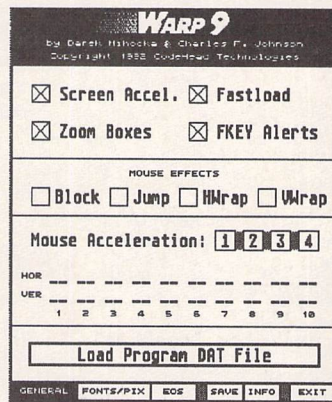 WARP 9
by Darek Mihocka & Charles F. Johnson
Copyright 1992 CodeHead Technologies
Screen Accel. Fastload
Zoom Boxes FKEY Alerts
MOUSE EFFECTS
Block Jump HWrap VWrap
Mouse Acceleration: 1 2 3 4
HOR -- -- -- -- -- -- -- -- -- --
VER -- -- -- -- -- -- -- -- -- --
1 2 3 4 5 6 7 8 9 10
Load Program DAT File
GENERAL FONTS/PIX EOS SAVE INFO EXIT